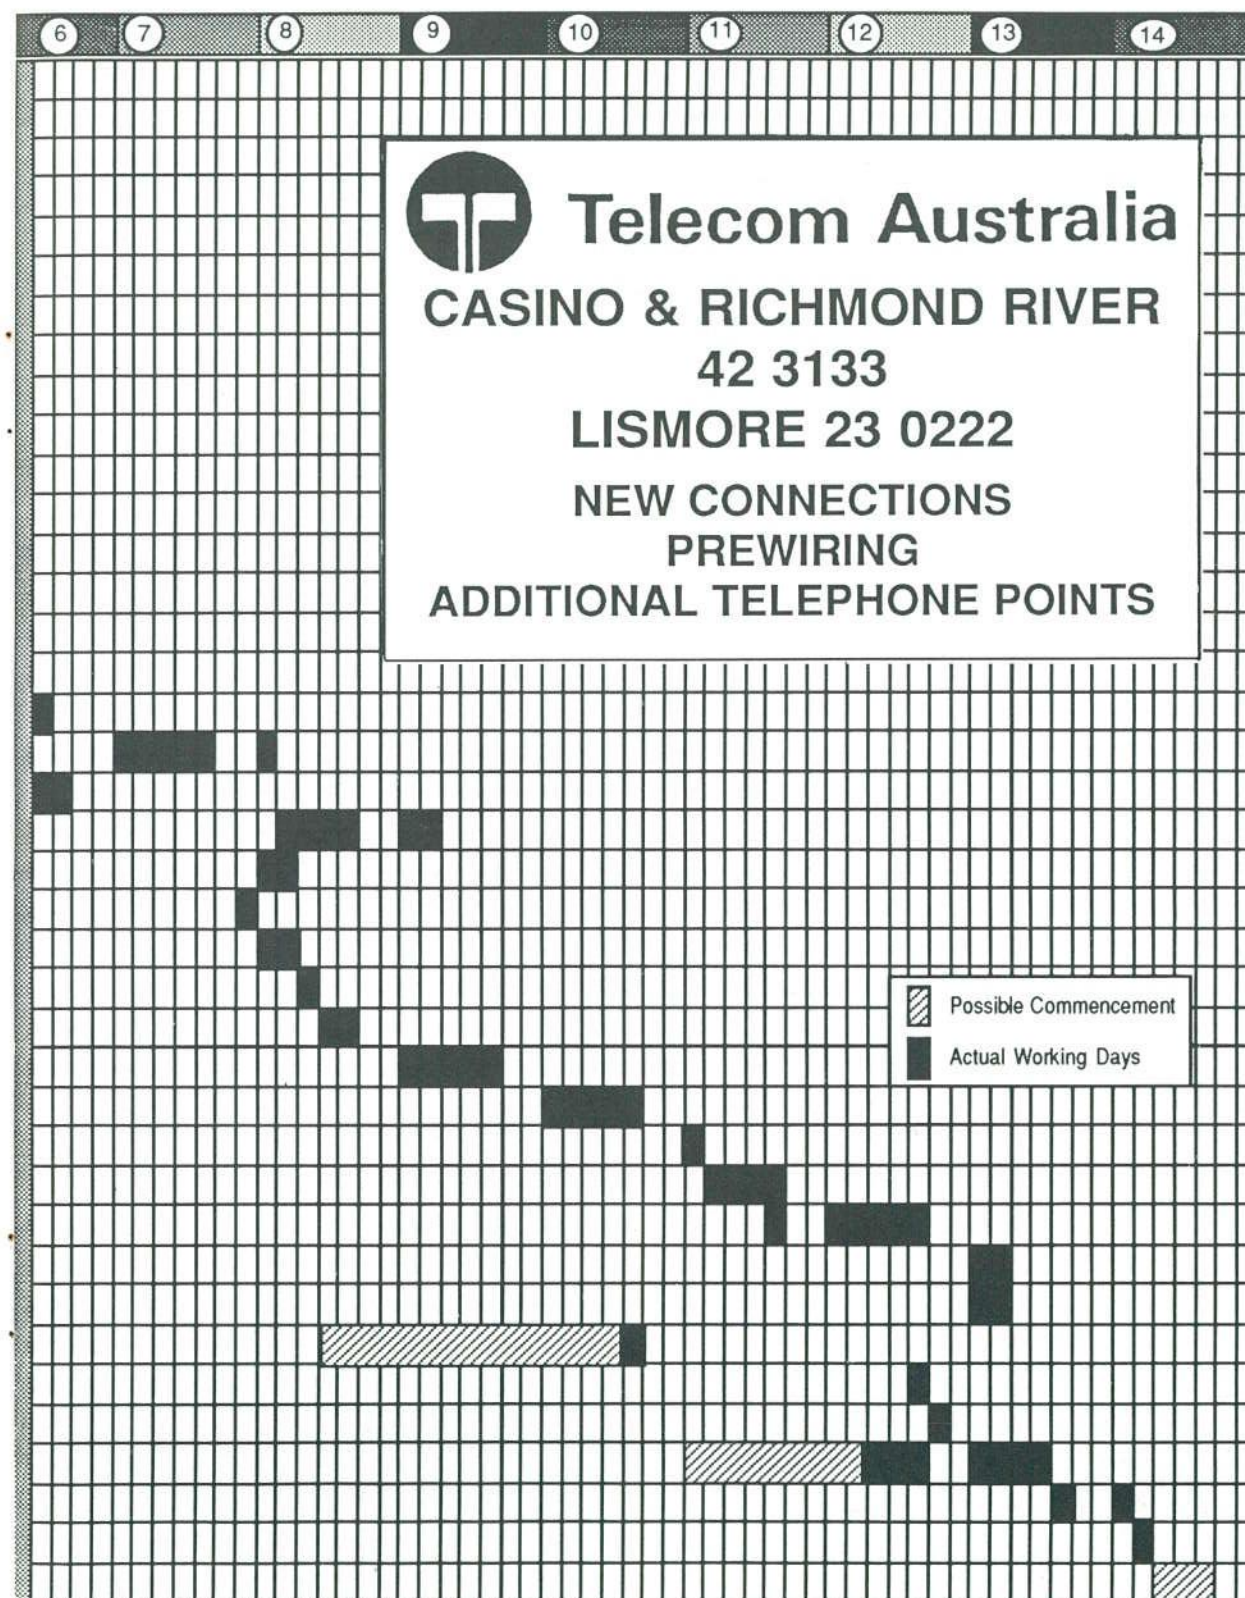 6 7 8 9 10 11 12 13 14
Telecom Australia
CASINO & RICHMOND RIVER
42 3133
LISMORE 23 0222
NEW CONNECTIONS
PREWIRING
ADDITIONAL TELEPHONE POINTS
Possible Commencement
Actual Working Days